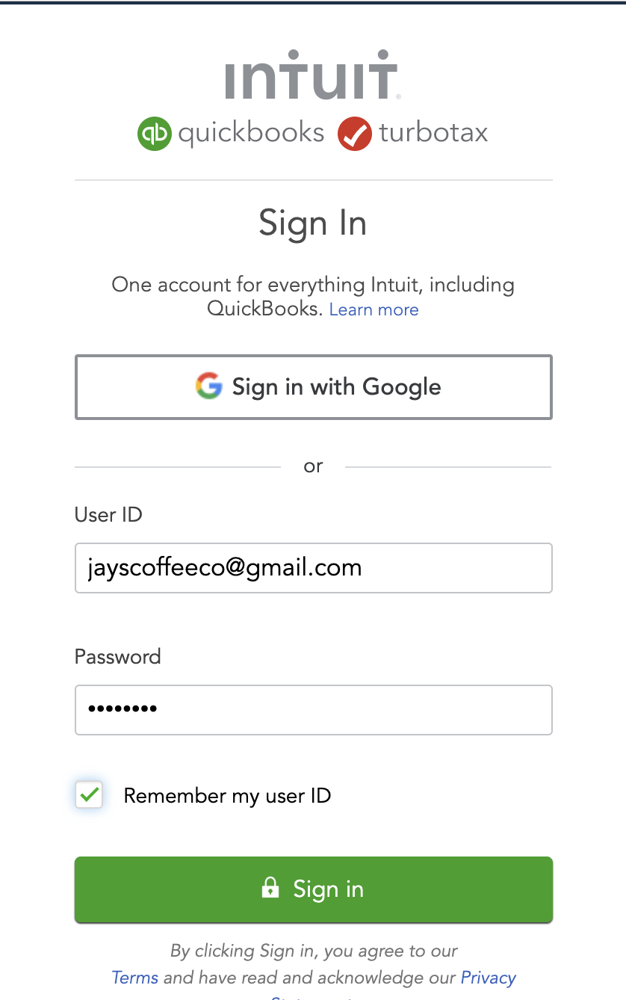 intuit®
qb quickbooks turbotax
Sign In
One account for everything Intuit, including
QuickBooks. Learn more
G Sign in with Google
or
User ID
jayscoffeeco@gmail.com
Password
••••••••
Remember my user ID
Sign in
By clicking Sign in, you agree to our
Terms and have read and acknowledge our Privacy